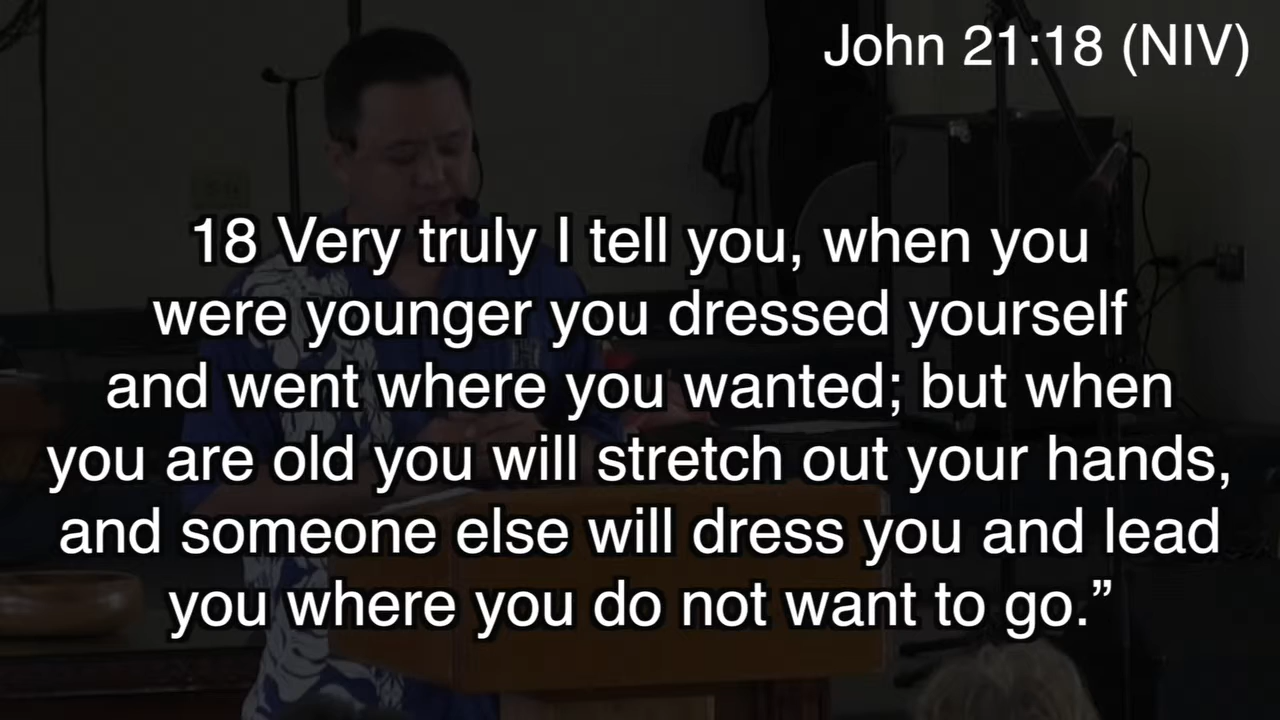 John 21:18 (NIV)
18 Very truly I tell you, when you
were younger you dressed yourself
and went where you wanted; but when
you are old you will stretch out your hands,
and someone else will dress you and lead
you where you do not want to go.”